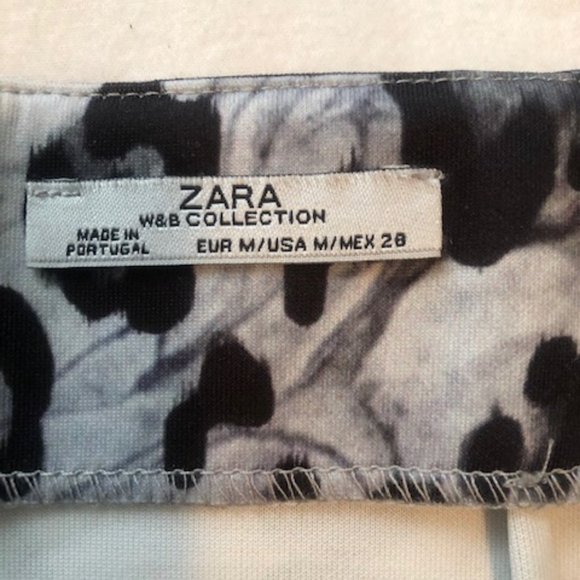 ZARA
W&B COLLECTION
MADE IN
PORTUGAL
EUR M/USA M/MEX 28